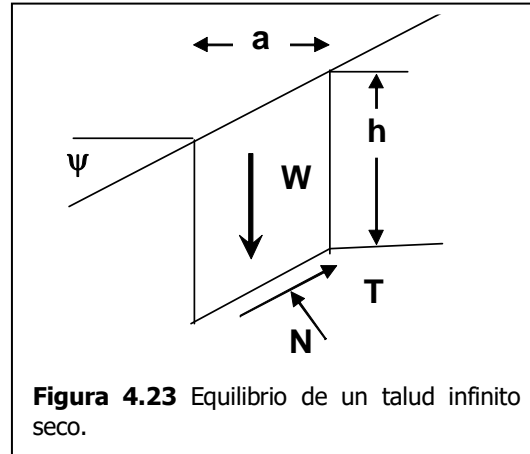 a
h
ψ
W
T
N
Figura 4.23 Equilibrio de un talud infinito
seco.